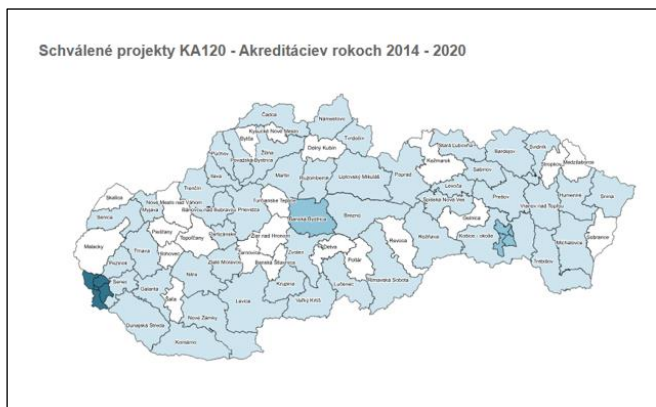 Schválené projekty KA120 - Akreditáciev rokoch 2014 - 2020
Čadca
Námestovo
Kysucké Nové Mesto
Bytča
Tvrdošín
Dolný Kubín
Žilina
Púchov
Považská Bystrica
Ilava
Martin
Ružomberok
Liptovský Mikuláš
Poprad
Kežmarok
Stará Ľubovňa
Bardejov
Svidník
Stropkov
Medzilaborce
Sabinov
Levoča
Prešov
Vranov nad Topľou
Humenné
Snina
Sobrance
Michalovce
Trebišov
Košice - okolie
Gelnica
Spišská Nová Ves
Rožňava
Revúca
Rimavská Sobota
Poltár
Lučenec
Detva
Brezno
Banská Bystrica
Zvolen
Veľký Krtíš
Krupina
Banská Štiavnica
Žiar nad Hronom
Žarnovica
Turčianske Teplice
Prievidza
Partizánske
Bánovce nad Bebravou
Trenčín
Nové Mesto nad Váhom
Myjava
Skalica
Senica
Malacky
Piešťany
Topoľčany
Hlohovec
Trnava
Pezinok
Senec
Galanta
Šaľa
Nitra
Zlaté Moravce
Levice
Nové Zámky
Komárno
Dunajská Streda